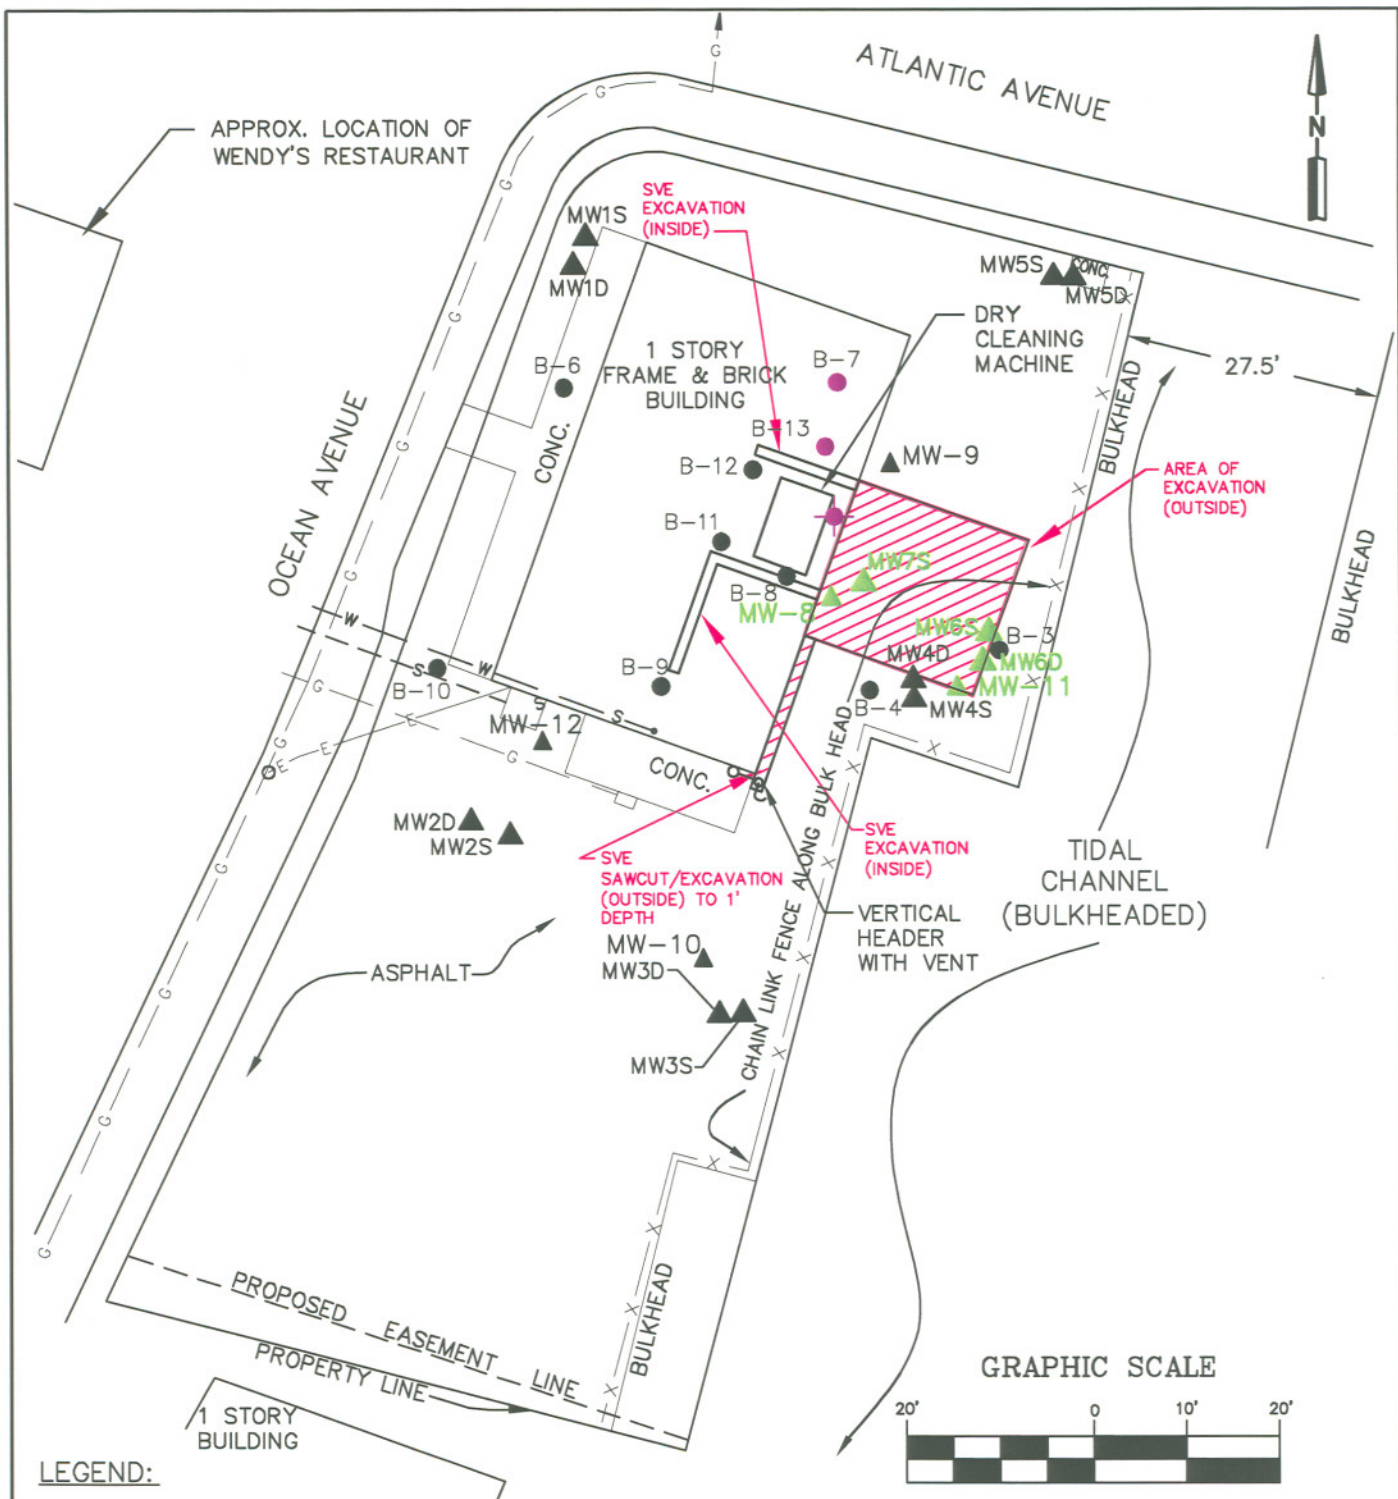 G
ATLANTIC AVENUE
G
APPROX. LOCATION OF
WENDY'S RESTAURANT
N
SVE
EXCAVATION
(INSIDE)
G
MW1S
MW1D
MW5S
CONC.
MW5D
X
DRY
CLEANING
MACHINE
G
27.5'
1 STORY
FRAME & BRICK
BUILDING
B-7
B-6
X
BULKHEAD
OCEAN AVENUE
G
CONC.
B-13
B-12
MW-9
X
AREA OF
EXCAVATION
(OUTSIDE)
G
B-11
BULKHEAD
MW7S
B-8
MW-8
X
W
W
MW6S
B-3
MW4D
MW6D
X
S
B-9
MW-11
G
B-10
B-4
MW4S
S
S
MW-12
G
E
E
E
G
G
X
X
CONC.
CHAIN LINK FENCE ALONG BULK HEAD
MW2D
MW2S
SVE
EXCAVATION
(INSIDE)
TIDAL
CHANNEL
(BULKHEADED)
SVE
SAWCUT/EXCAVATION
(OUTSIDE) TO 1'
DEPTH
X
G
VERTICAL
HEADER
WITH VENT
MW-10
X
ASPHALT
MW3D
G
MW3S
X
G
X
X
G
PROPOSED EASEMENT LINE
X
BULKHEAD
PROPERTY LINE
X
1 STORY
BUILDING
GRAPHIC SCALE
20' 0 10' 20'
LEGEND: